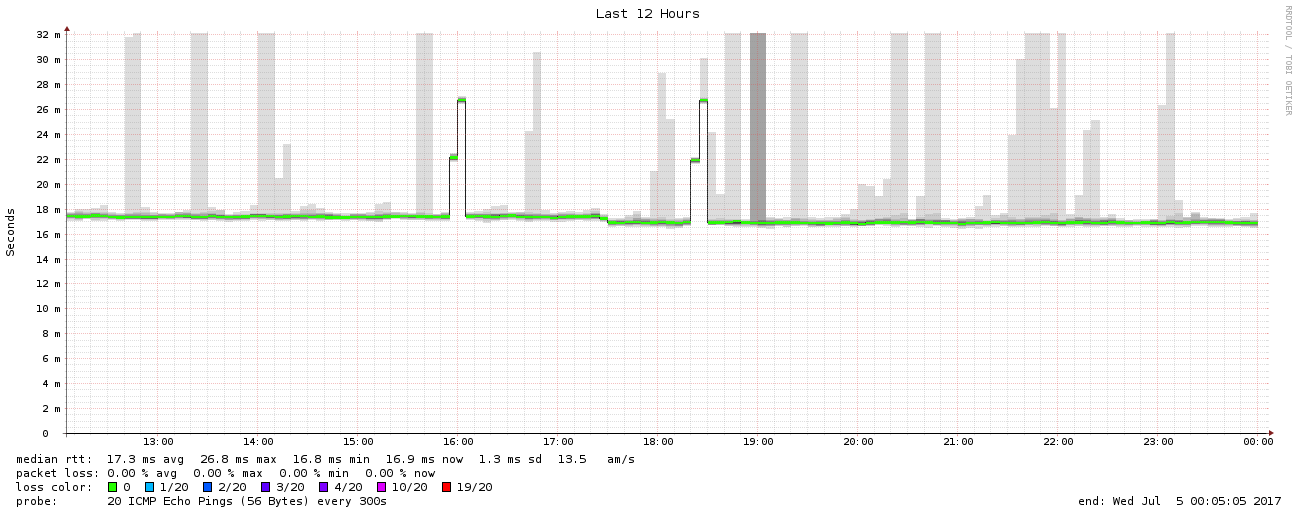 Last 12 Hours
RRDTOOL / TOBI OETIKER
Seconds
32 m
30 m
28 m
26 m
24 m
22 m
20 m
18 m
16 m
14 m
12 m
10 m
8 m
6 m
4 m
2 m
0
13:00 14:00 15:00 16:00 17:00 18:00 19:00 20:00 21:00 22:00 23:00 00:00
median rtt: 17.3 ms avg 26.8 ms max 16.8 ms min 16.9 ms now 1.3 ms sd 13.5 am/s
packet loss: 0.00 % avg 0.00 % max 0.00 % min 0.00 % now
loss color: 0 1/20 2/20 3/20 4/20 10/20 19/20
probe: 20 ICMP Echo Pings (56 Bytes) every 300s end: Wed Jul 5 00:05:05 2017